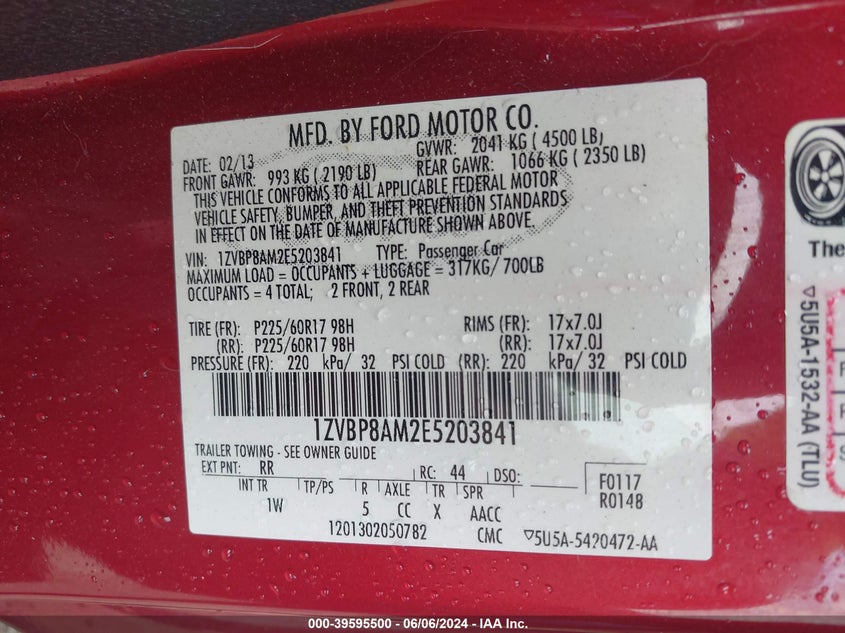 MFD. BY FORD MOTOR CO.
DATE: 02/13 GVWR: 2041 KG ( 4500 LB)
FRONT GAWR: 993 KG ( 2190 LB) REAR GAWR: 1066 KG ( 2350 LB)
THIS VEHICLE CONFORMS TO ALL APPLICABLE FEDERAL MOTOR
VEHICLE SAFETY, BUMPER, AND THEFT PREVENTION STANDARDS
IN EFFECT ON THE DATE OF MANUFACTURE SHOWN ABOVE.
VIN: 1ZVBP8AM2E5203841 TYPE: Passenger Car
MAXIMUM LOAD = OCCUPANTS + LUGGAGE = 317KG/ 700LB
OCCUPANTS = 4 TOTAL; 2 FRONT, 2 REAR
TIRE (FR): P225/60R17 98H RIMS (FR): 17x7.0J
(RR): P225/60R17 98H (RR): 17x7.0J
PRESSURE (FR): 220 kPa/ 32 PSI COLD (RR): 220 kPa/ 32 PSI COLD
1ZVBP8AM2E5203841
TRAILER TOWING - SEE OWNER GUIDE
EXT PNT: RR RC: 44 DSO: F0117
INT TR TP/PS R AXLE TR SPR R0148
1W 5 CC X AACC
1201302050782 CMC ▽5U5A-5420472-AA
The
▽5U5A-1532-AA (TLU)
000-39595500 - 06/06/2024 - IAA Inc.